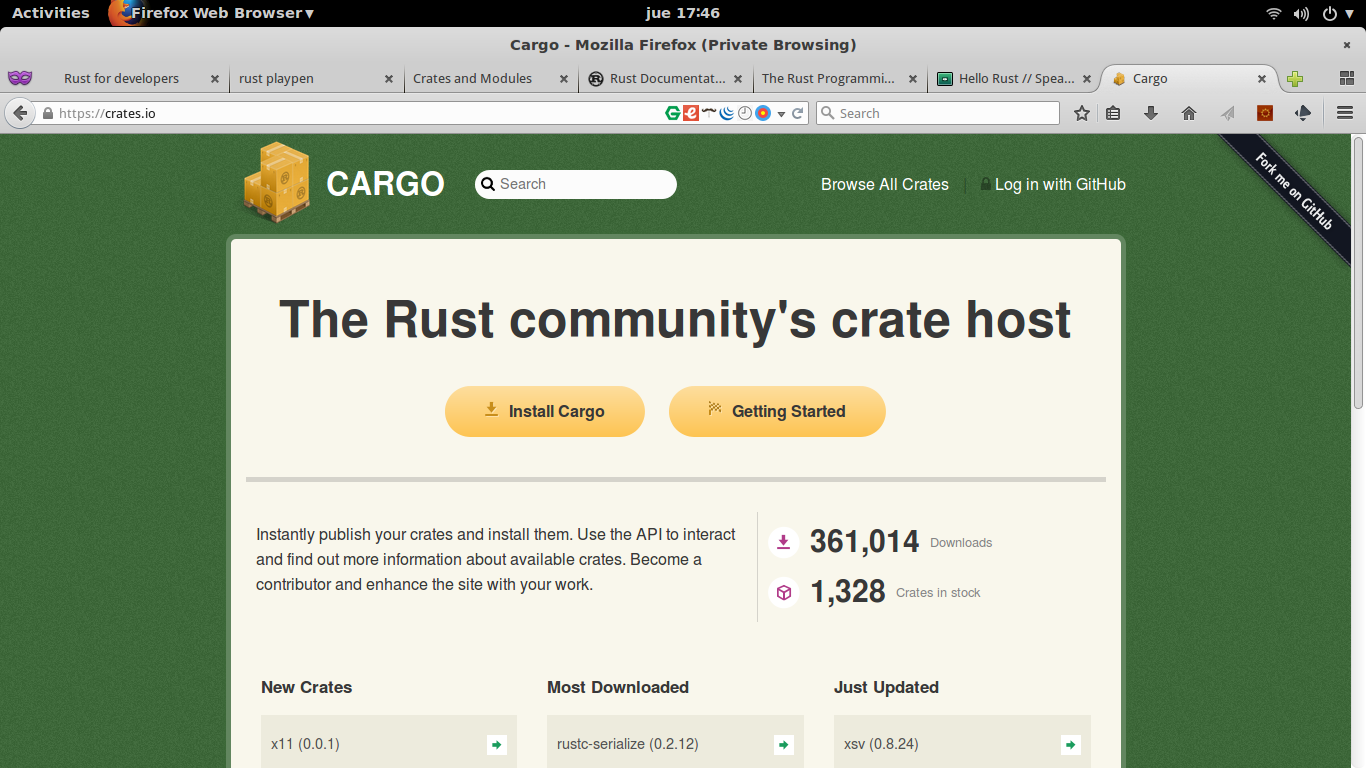 Activities Firefox Web Browser jue 17:46
Cargo - Mozilla Firefox (Private Browsing)
Rust for developers rust playpen Crates and Modules Rust Documentat... The Rust Programmi... Hello Rust // Spea... Cargo
https://crates.io Search
CARGO Search Browse All Crates Log in with GitHub
Fork me on GitHub
The Rust community's crate host
Install Cargo Getting Started
Instantly publish your crates and install them. Use the API to interact
and find out more information about available crates. Become a
contributor and enhance the site with your work.
361,014 Downloads
1,328 Crates in stock
New Crates Most Downloaded Just Updated
x11 (0.0.1) rustc-serialize (0.2.12) xsv (0.8.24)